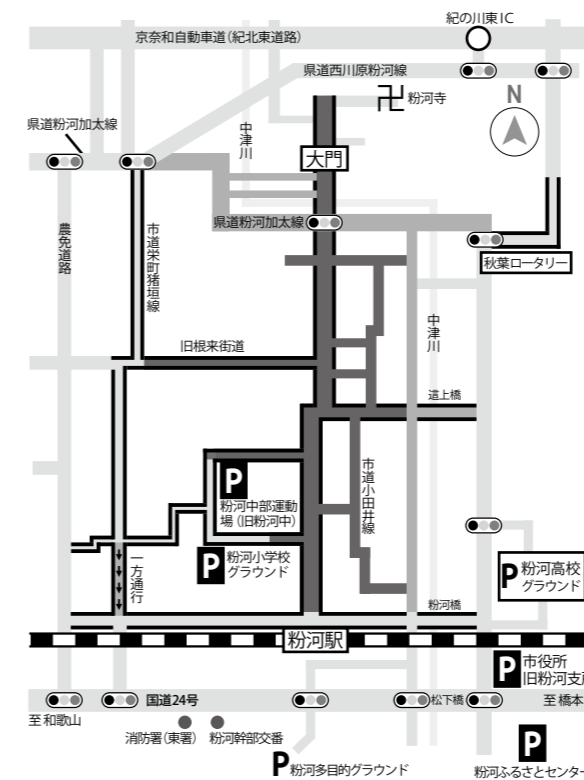 紀の川東IC
京奈和自動車道（紀北東道路）
県道西川原粉河線
卍 粉河寺
N
県道粉河加太線
中津川
大門
県道粉河加太線
農免道路
市道栄町猪垣線
秋葉ロータリー
中津川
旧根来街道
這上橋
P
粉河中部運動
場（旧粉河中）
市道小田井線
P 粉河小学校
グラウンド
一方通行
P 粉河高校
グラウンド
粉河橋
粉河駅
P 市役所
旧粉河支所
国道24号
松下橋
至橋本
至和歌山
消防署（東署）
粉河幹部交番
P 粉河多目的グラウンド
P
粉河ふるさとセンター